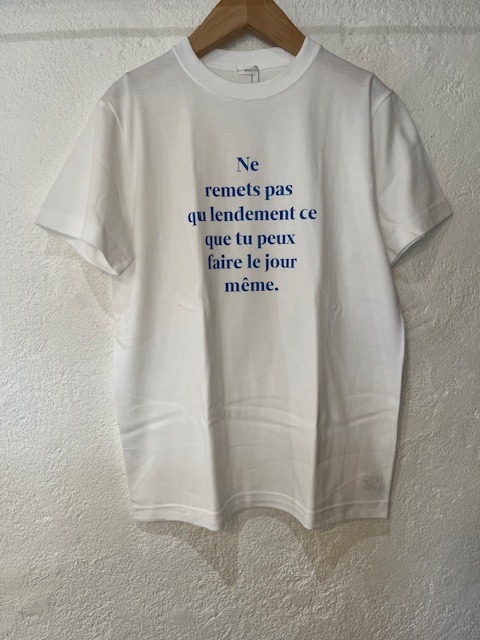 Ne
remets pas
qu lendement ce
que tu peux
faire le jour
même.